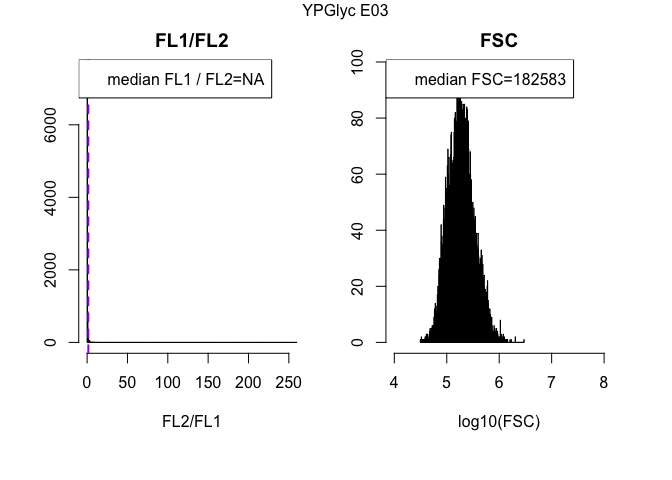 YPGlyc E03
FL1/FL2
median FL1 / FL2=NA
0 2000 4000 6000
0 50 100 150 200 250
FL2/FL1
FSC
median FSC=182583
0 20 40 60 80 100
4 5 6 7 8
log10(FSC)